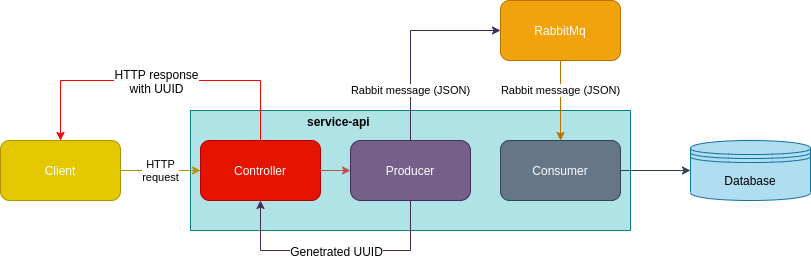 RabbitMq
HTTP response
with UUID
Rabbit message (JSON)
Rabbit message (JSON)
service-api
Client
HTTP
request
Controller
Producer
Consumer
Database
Genetrated UUID